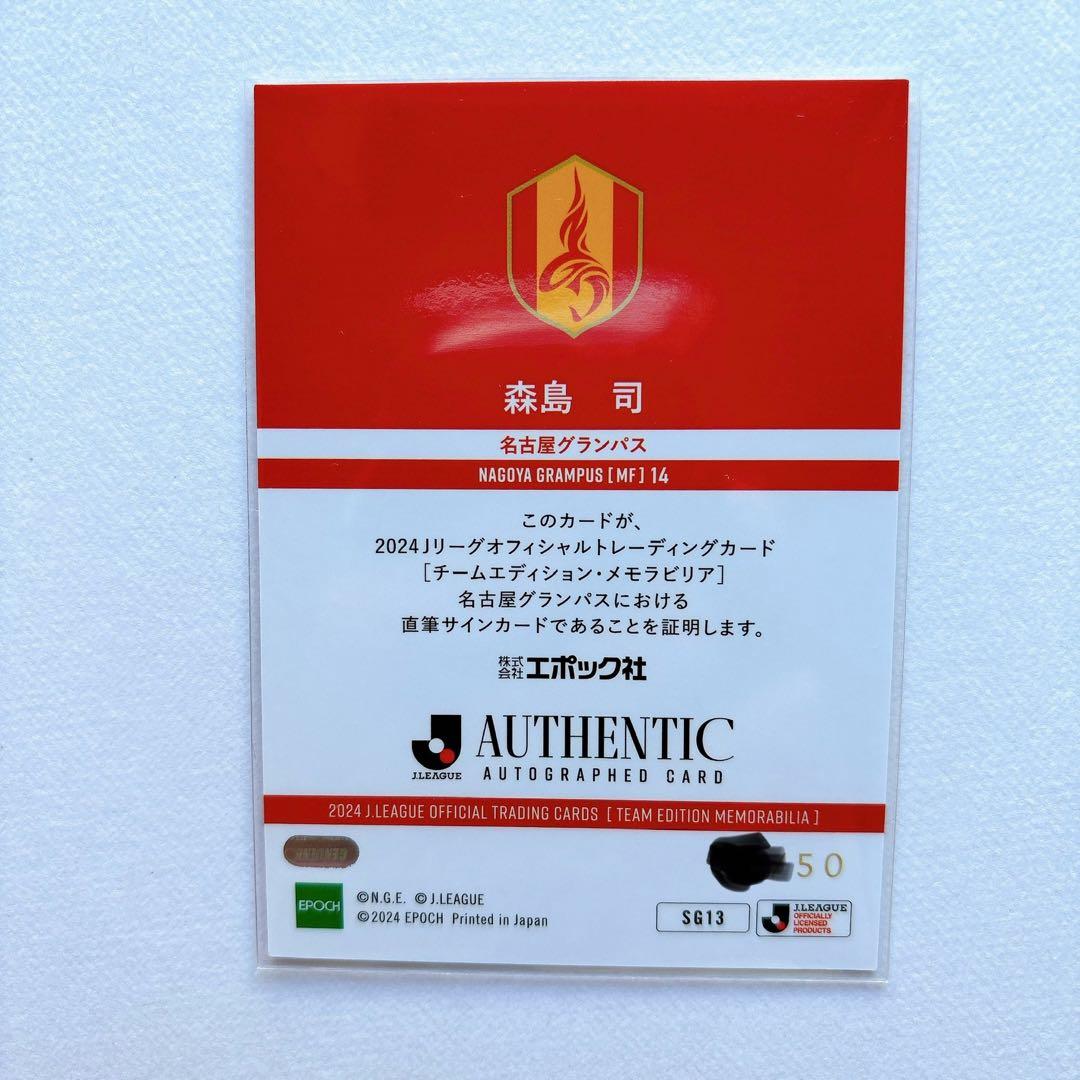 森島 司
名古屋グランパス
NAGOYA GRAMPUS [MF] 14
このカードが、
2024Jリーグオフィシャルトレーディングカード
[チームエディション・メモラビリア]
名古屋グランパスにおける
直筆サインカードであることを証明します。
株式会社エポック社
J.LEAGUE
AUTHENTIC
AUTOGRAPHED CARD
2024 J.LEAGUE OFFICIAL TRADING CARDS [ TEAM EDITION MEMORABILIA ]
GENUINE
50
EPOCH
©N.G.E. ©J.LEAGUE
©2024 EPOCH Printed in Japan
SG13
J.LEAGUE
OFFICIALLY
LICENSED
PRODUCTS